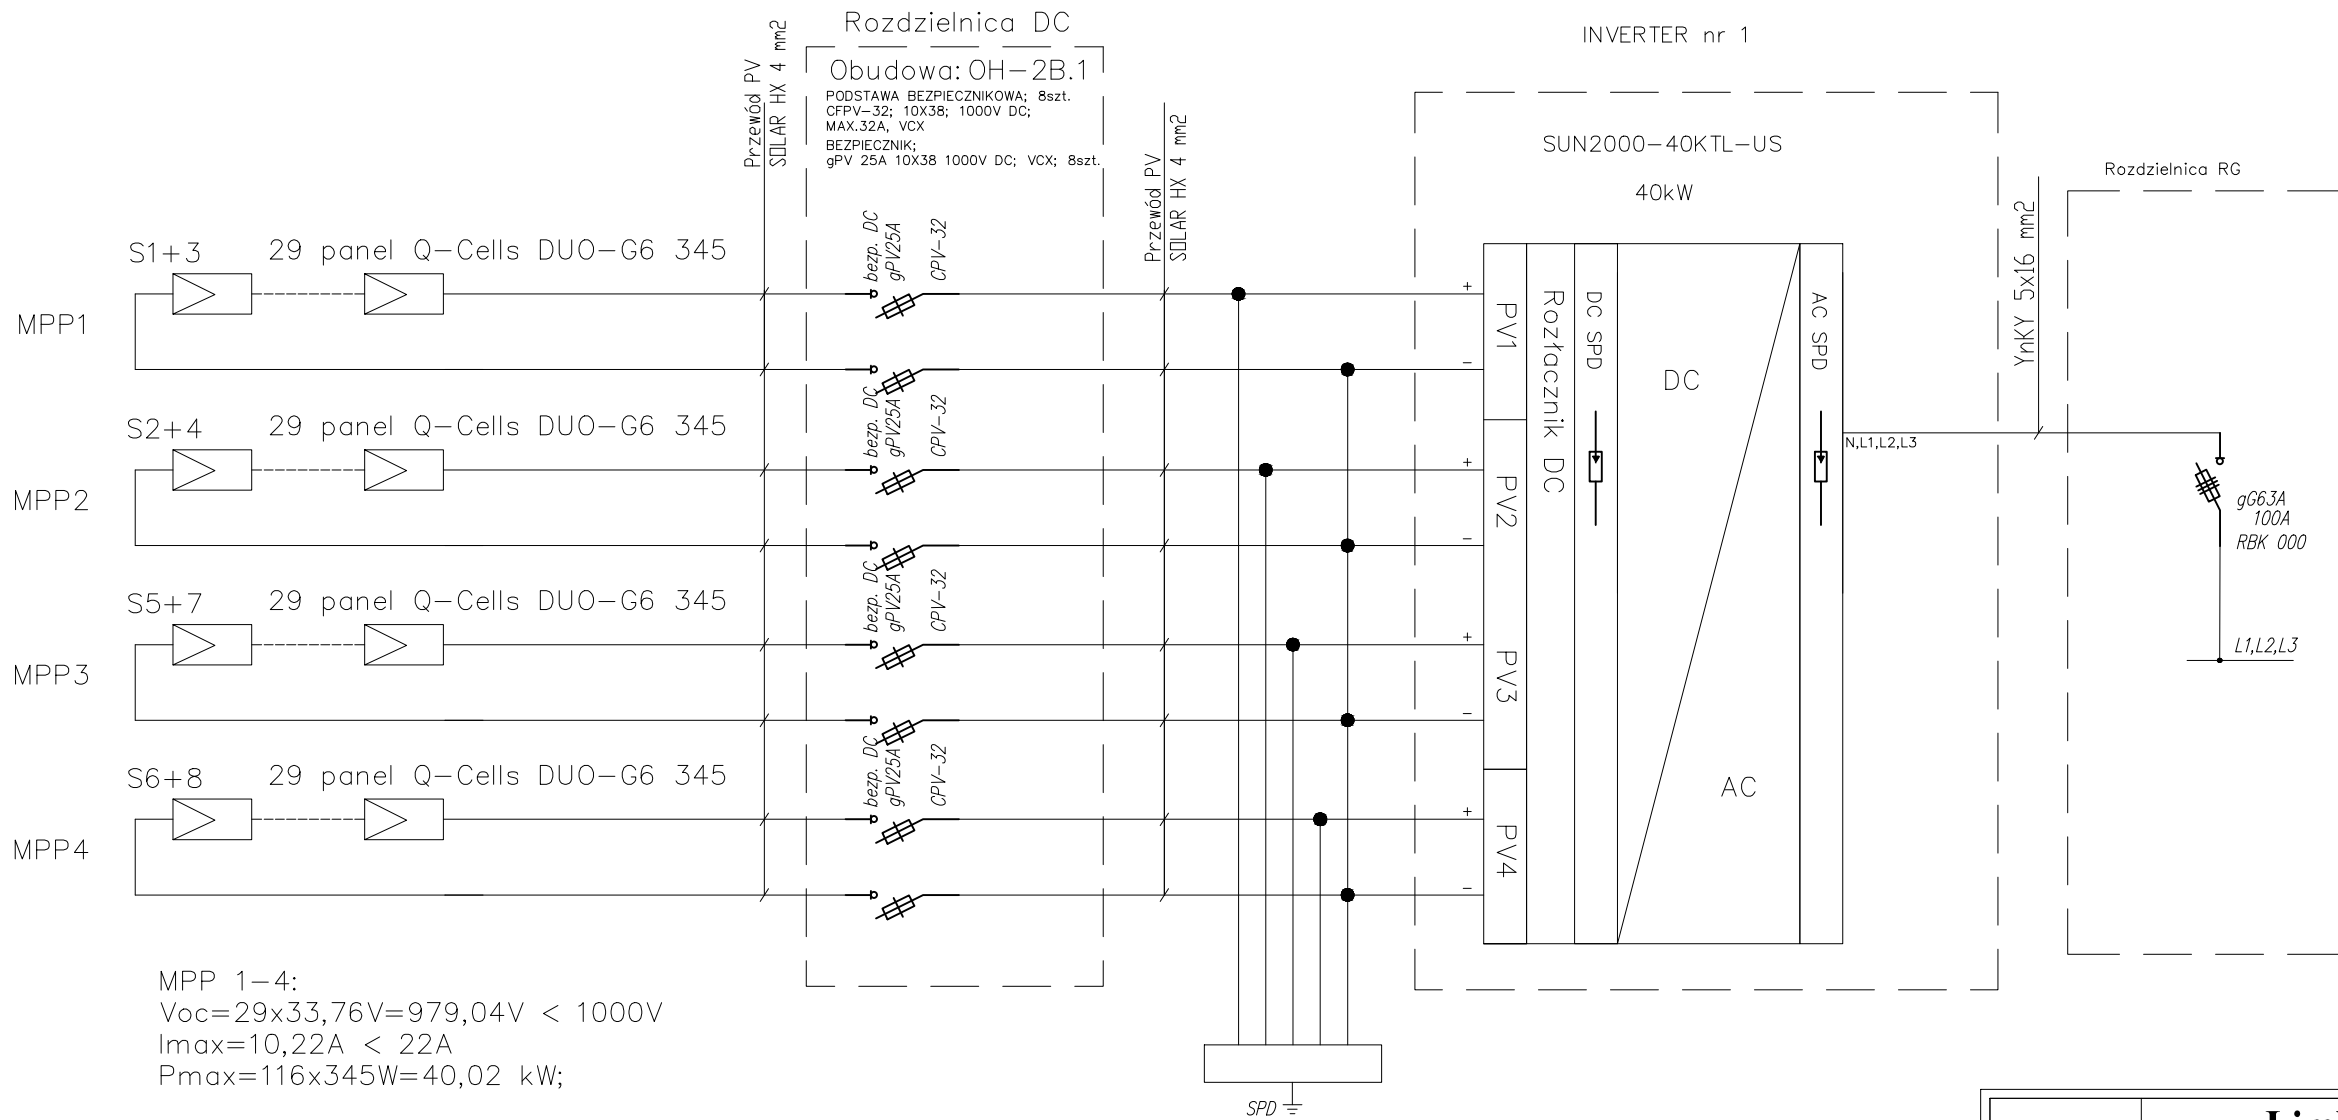 Rozdzielnica DC
Obudowa: OH-2B.1
PODSTAWA BEZPIECZNIKOWA; 8szt.
CFPV-32; 10X38; 1000V DC;
MAX.32A, VCX
BEZPIECZNIK;
gPV 25A 10X38 1000V DC; VCX; 8szt.
Przewód PV
SOLAR HX 4 mm2
Przewód PV
SOLAR HX 4 mm2
INVERTER nr 1
SUN2000-40KTL-US
40kW
Rozdzielnica RG
YnKY 5x16 mm2
MPP1
S1+3
29 panel Q-Cells DUO-G6 345
bezp. DC
gPV25A
CPV-32
+
-
PV1
MPP2
S2+4
29 panel Q-Cells DUO-G6 345
bezp. DC
gPV25A
CPV-32
+
-
PV2
MPP3
S5+7
29 panel Q-Cells DUO-G6 345
bezp. DC
gPV25A
CPV-32
+
-
PV3
MPP4
S6+8
29 panel Q-Cells DUO-G6 345
bezp. DC
gPV25A
CPV-32
+
-
PV4
Rozłacznik DC
DC SPD
DC
AC
AC SPD
N,L1,L2,L3
gG63A
100A
RBK 000
L1,L2,L3
MPP 1-4:
Voc=29x33,76V=979,04V < 1000V
Imax=10,22A < 22A
Pmax=116x345W=40,02 kW;
SPD